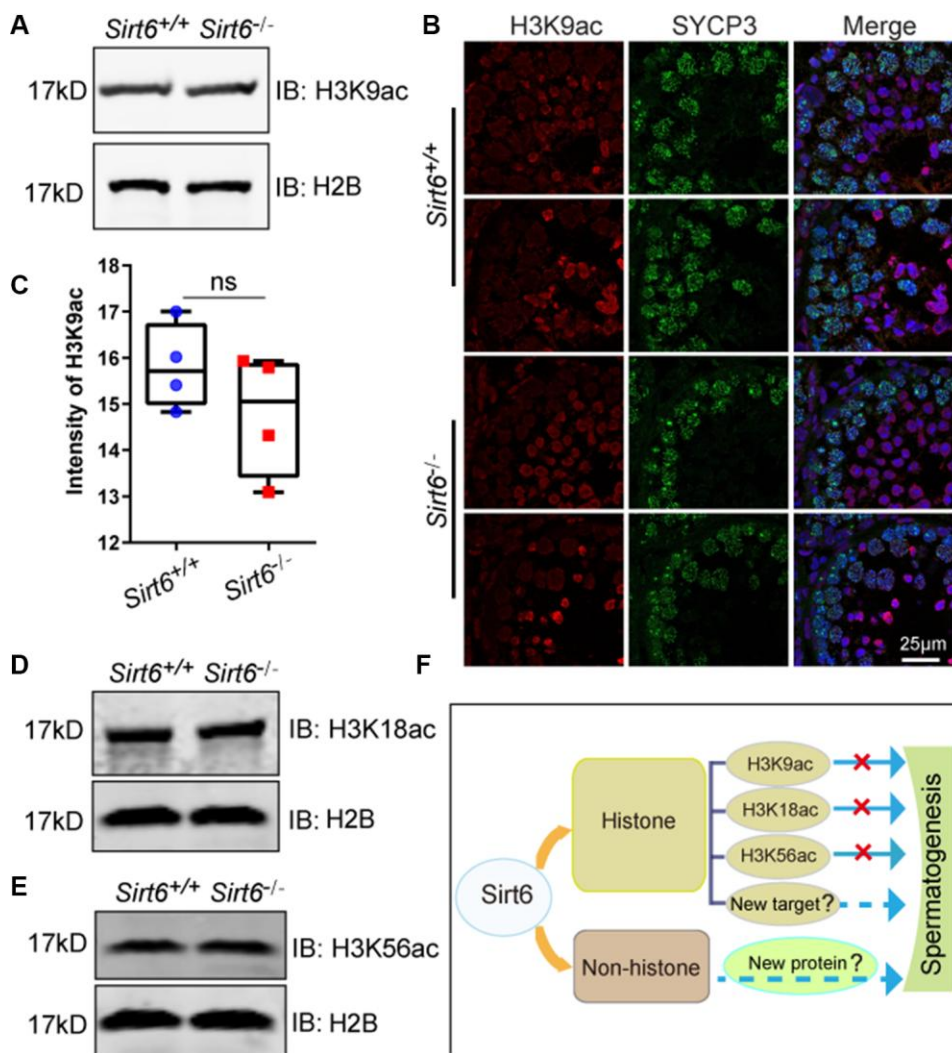 A
Sirt6+/+ Sirt6-/-
17kD
IB: H3K9ac
17kD
IB: H2B
B
H3K9ac
SYCP3
Merge
Sirt6+/+
Sirt6-/-
25µm
C
Intensity of H3K9ac
18
17
16
15
14
13
12
ns
Sirt6+/+
Sirt6-/-
D
Sirt6+/+ Sirt6-/-
17kD
IB: H3K18ac
17kD
IB: H2B
E
Sirt6+/+ Sirt6-/-
17kD
IB: H3K56ac
17kD
IB: H2B
F
Sirt6
Histone
H3K9ac
H3K18ac
H3K56ac
New target?
Non-histone
New protein?
Spermatogenesis